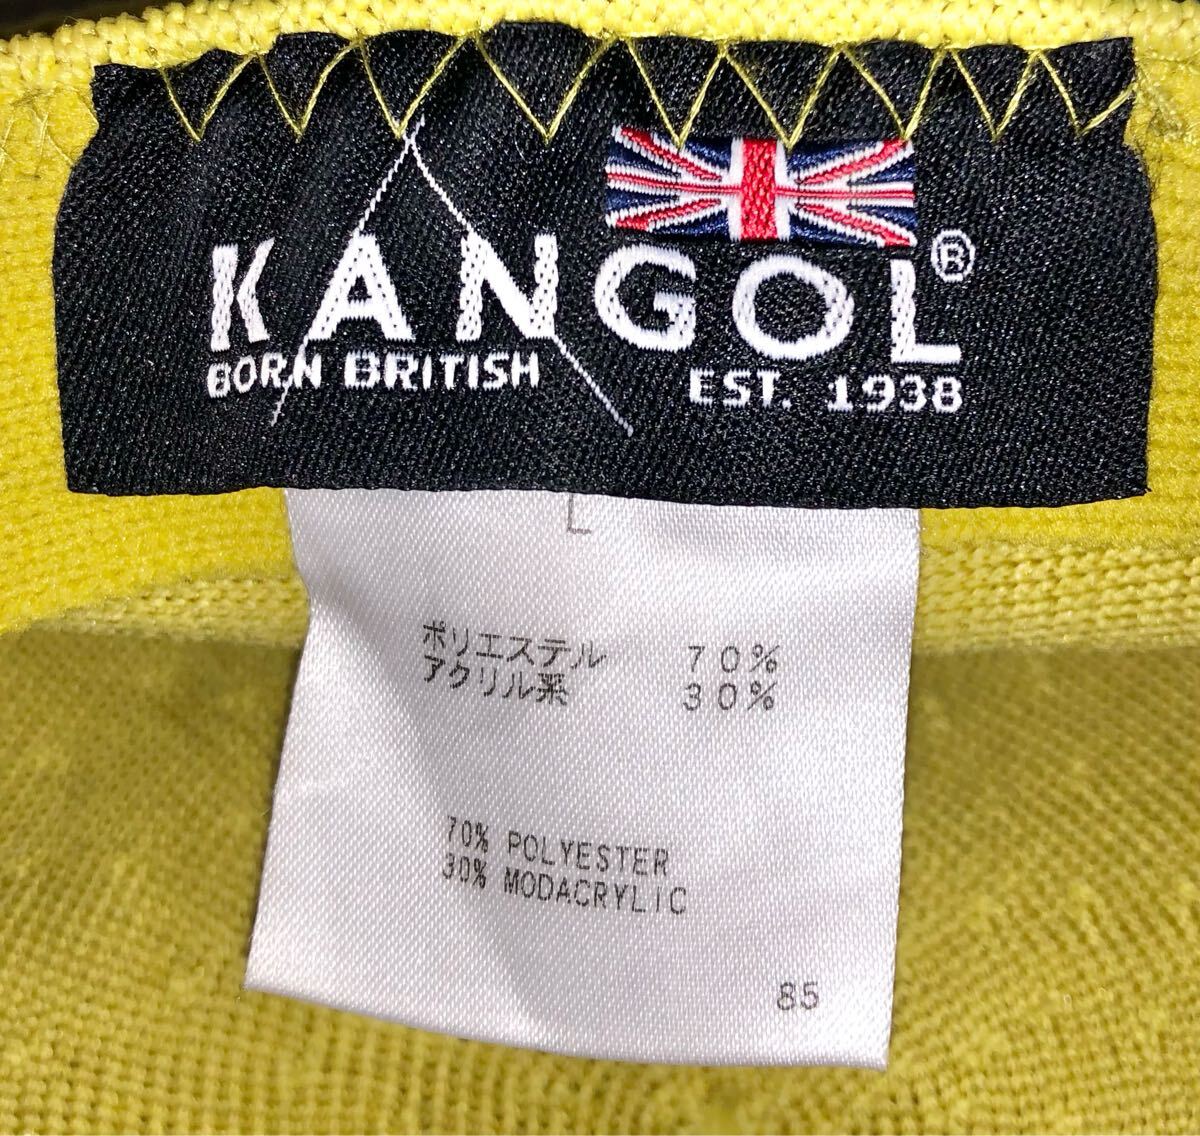 KANGOL®
BORN BRITISH
EST. 1938
L
ポリエステル 70%
アクリル系 30%
70% POLYESTER
30% MODACRYLIC
85